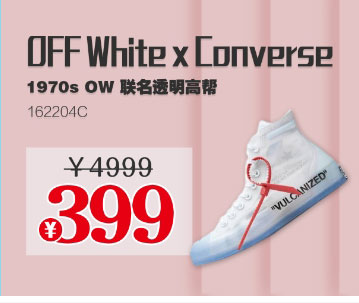 OFF White x Converse
1970s OW 联名透明高帮
162204C
￥4999
￥399
"VULCANIZED"